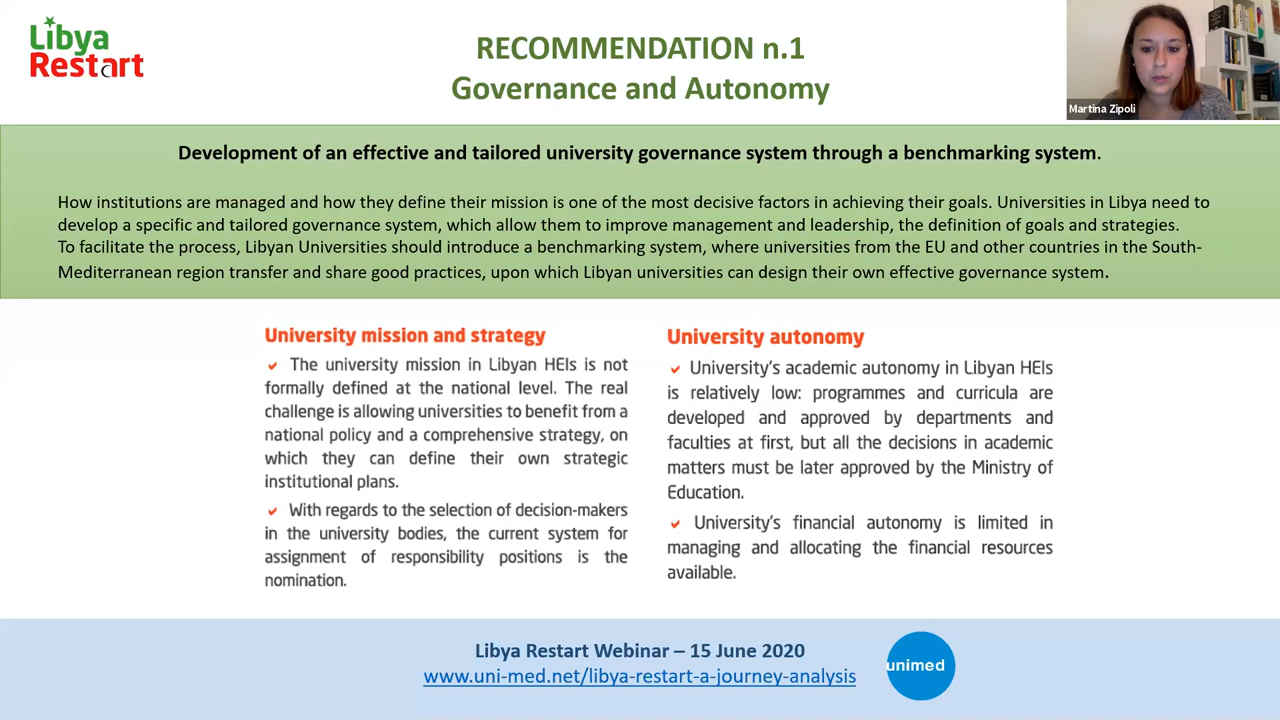 Libya
Restart
RECOMMENDATION n.1
Governance and Autonomy
Martina Zipoli
Development of an effective and tailored university governance system through a benchmarking system.
How institutions are managed and how they define their mission is one of the most decisive factors in achieving their goals. Universities in Libya need to
develop a specific and tailored governance system, which allow them to improve management and leadership, the definition of goals and strategies.
To facilitate the process, Libyan Universities should introduce a benchmarking system, where universities from the EU and other countries in the South-
Mediterranean region transfer and share good practices, upon which Libyan universities can design their own effective governance system.
University mission and strategy
The university mission in Libyan HEIs is not
formally defined at the national level. The real
challenge is allowing universities to benefit from a
national policy and a comprehensive strategy, on
which they can define their own strategic
institutional plans.
With regards to the selection of decision-makers
in the university bodies, the current system for
assignment of responsibility positions is the
nomination.
University autonomy
University's academic autonomy in Libyan HEIs
is relatively low: programmes and curricula are
developed and approved by departments and
faculties at first, but all the decisions in academic
matters must be later approved by the Ministry of
Education.
University's financial autonomy is limited in
managing and allocating the financial resources
available.
Libya Restart Webinar – 15 June 2020
www.uni-med.net/libya-restart-a-journey-analysis
unimed